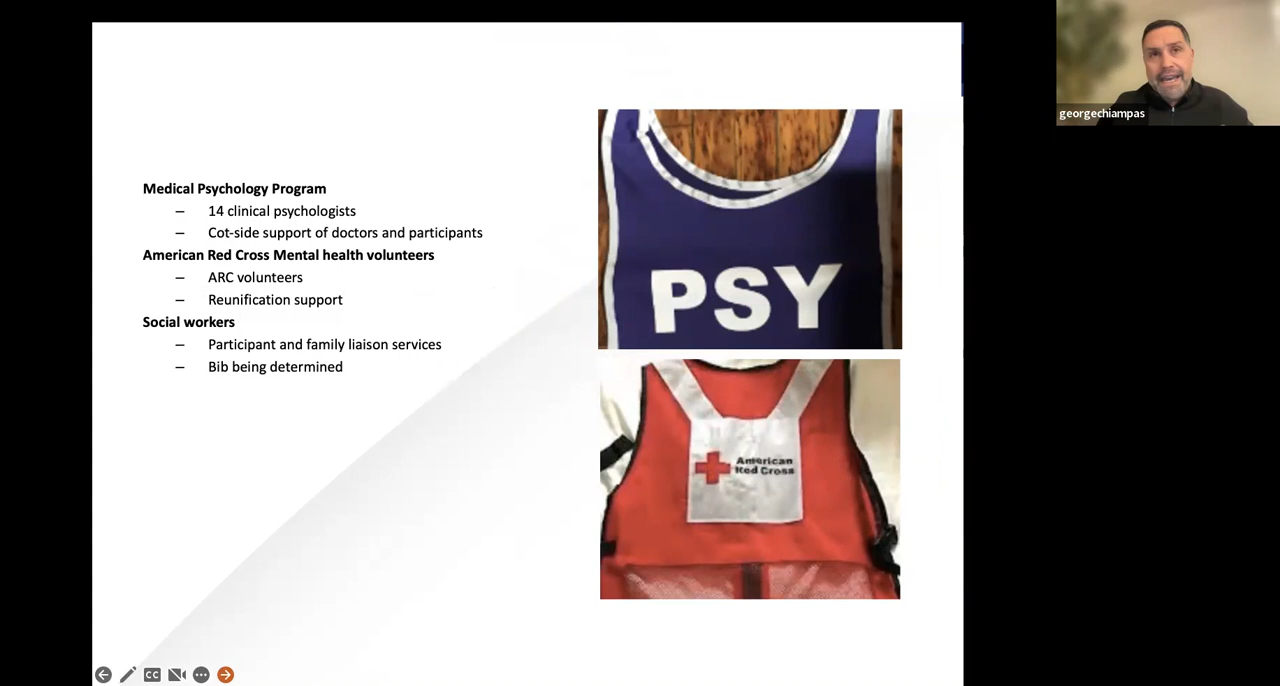 georgechiampas
Medical Psychology Program
– 14 clinical psychologists
– Cot-side support of doctors and participants
American Red Cross Mental health volunteers
– ARC volunteers
– Reunification support
Social workers
– Participant and family liaison services
– Bib being determined
PSY
American
Red Cross
CC